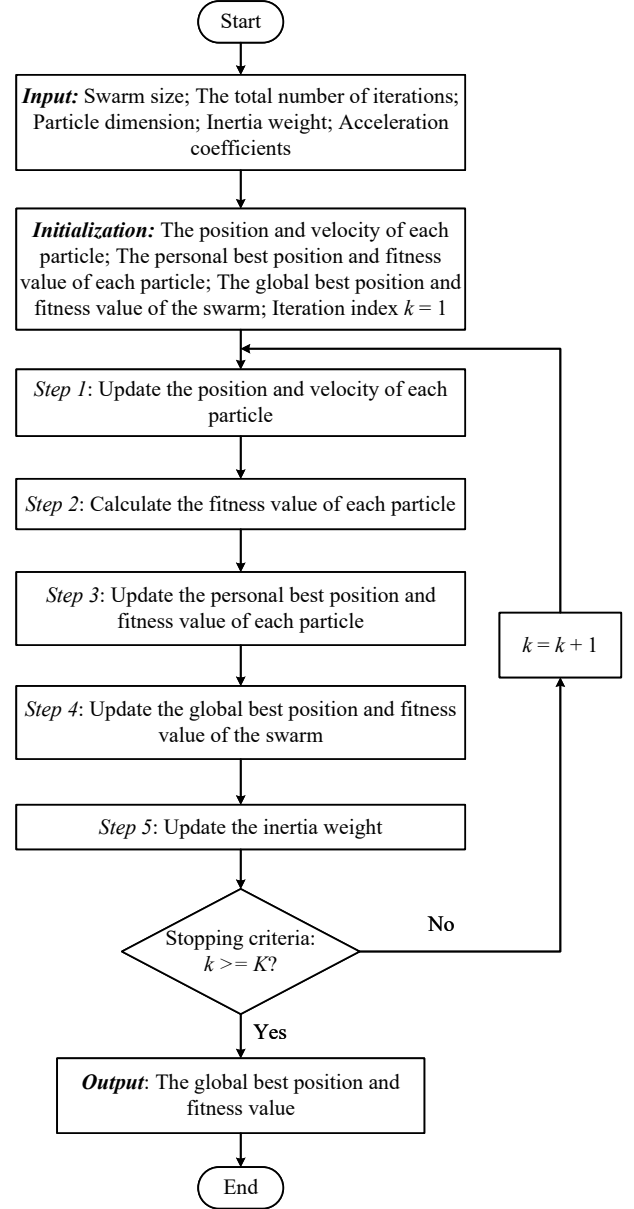 Start
Input: Swarm size; The total number of iterations;
Particle dimension; Inertia weight; Acceleration
coefficients
Initialization: The position and velocity of each
particle; The personal best position and fitness
value of each particle; The global best position and
fitness value of the swarm; Iteration index k = 1
Step 1: Update the position and velocity of each
particle
Step 2: Calculate the fitness value of each particle
Step 3: Update the personal best position and
fitness value of each particle
k = k + 1
Step 4: Update the global best position and fitness
value of the swarm
Step 5: Update the inertia weight
Stopping criteria:
k >= K?
No
Yes
Output: The global best position and
fitness value
End